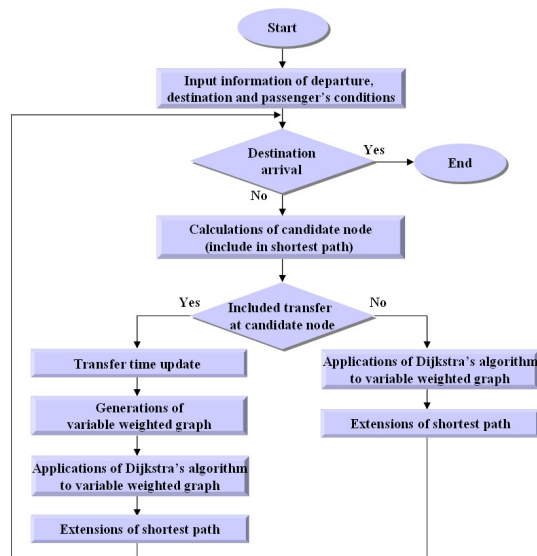 Start
Input information of departure,
destination and passenger's conditions
Destination
arrival
Yes
End
No
Calculations of candidate node
(include in shortest path)
Included transfer
at candidate node
Yes
No
Transfer time update
Generations of
variable weighted graph
Applications of Dijkstra's algorithm
to variable weighted graph
Extensions of shortest path
Applications of Dijkstra's algorithm
to variable weighted graph
Extensions of shortest path